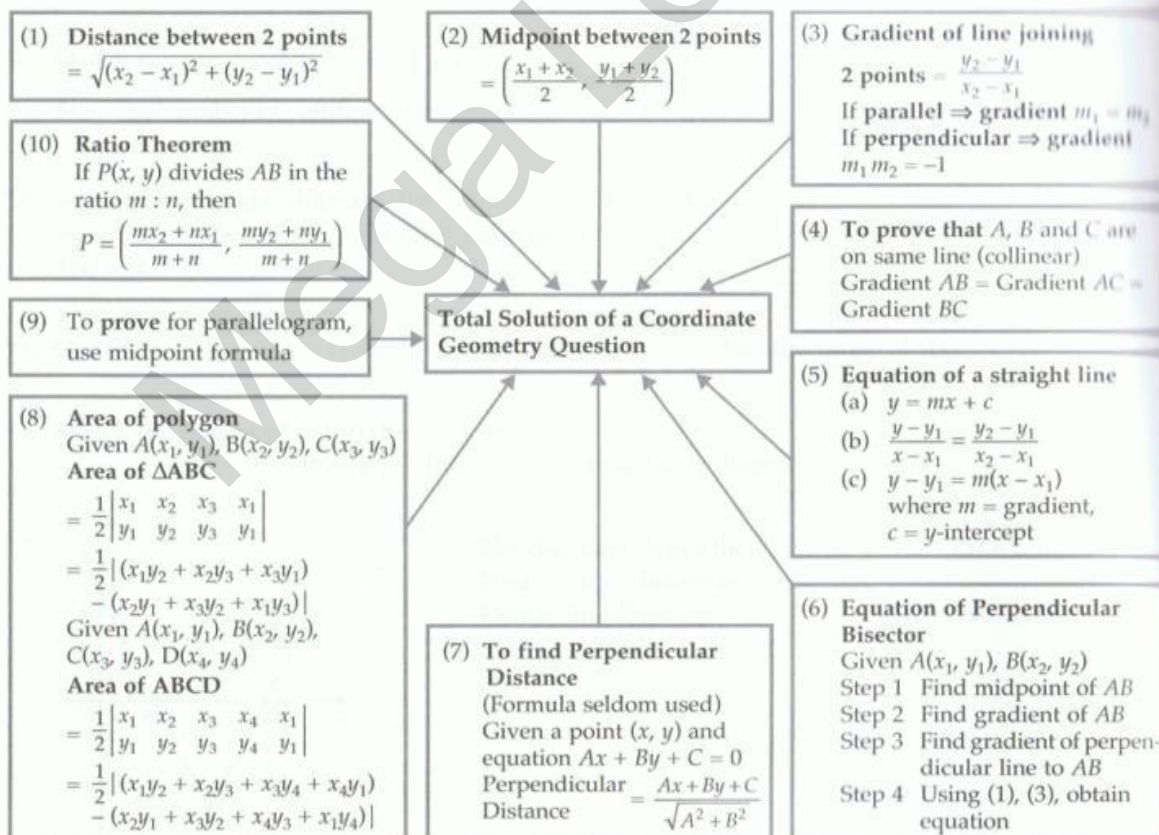 (1) Distance between 2 points
= √((x₂ − x₁)² + (y₂ − y₁)²)
(2) Midpoint between 2 points
= ((x₁ + x₂)/2, (y₁ + y₂)/2)
(3) Gradient of line joining
2 points = (y₂ − y₁)/(x₂ − x₁)
If parallel ⇒ gradient m₁ = m₂
If perpendicular ⇒ gradient
m₁ m₂ = −1
(10) Ratio Theorem
If P(x, y) divides AB in the
ratio m : n, then
P = ((mx₂ + nx₁)/(m + n), (my₂ + ny₁)/(m + n))
(4) To prove that A, B and C are
on same line (collinear)
Gradient AB = Gradient AC =
Gradient BC
(9) To prove for parallelogram,
use midpoint formula
Total Solution of a Coordinate
Geometry Question
(5) Equation of a straight line
(a) y = mx + c
(b) (y − y₁)/(x − x₁) = (y₂ − y₁)/(x₂ − x₁)
(c) y − y₁ = m(x − x₁)
where m = gradient,
c = y-intercept
(8) Area of polygon
Given A(x₁, y₁), B(x₂, y₂), C(x₃, y₃)
Area of ΔABC
= 1/2 |x₁ x₂ x₃ x₁|
|y₁ y₂ y₃ y₁|
= 1/2 |(x₁y₂ + x₂y₃ + x₃y₁)
− (x₂y₁ + x₃y₂ + x₁y₃)|
Given A(x₁, y₁), B(x₂, y₂),
C(x₃, y₃), D(x₄, y₄)
Area of ABCD
= 1/2 |x₁ x₂ x₃ x₄ x₁|
|y₁ y₂ y₃ y₄ y₁|
= 1/2 |(x₁y₂ + x₂y₃ + x₃y₄ + x₄y₁)
− (x₂y₁ + x₃y₂ + x₄y₃ + x₁y₄)|
(7) To find Perpendicular
Distance
(Formula seldom used)
Given a point (x, y) and
equation Ax + By + C = 0
Perpendicular
Distance = (Ax + By + C)/√(A² + B²)
(6) Equation of Perpendicular
Bisector
Given A(x₁, y₁), B(x₂, y₂)
Step 1 Find midpoint of AB
Step 2 Find gradient of AB
Step 3 Find gradient of perpen-
dicular line to AB
Step 4 Using (1), (3), obtain
equation
Mega Lo